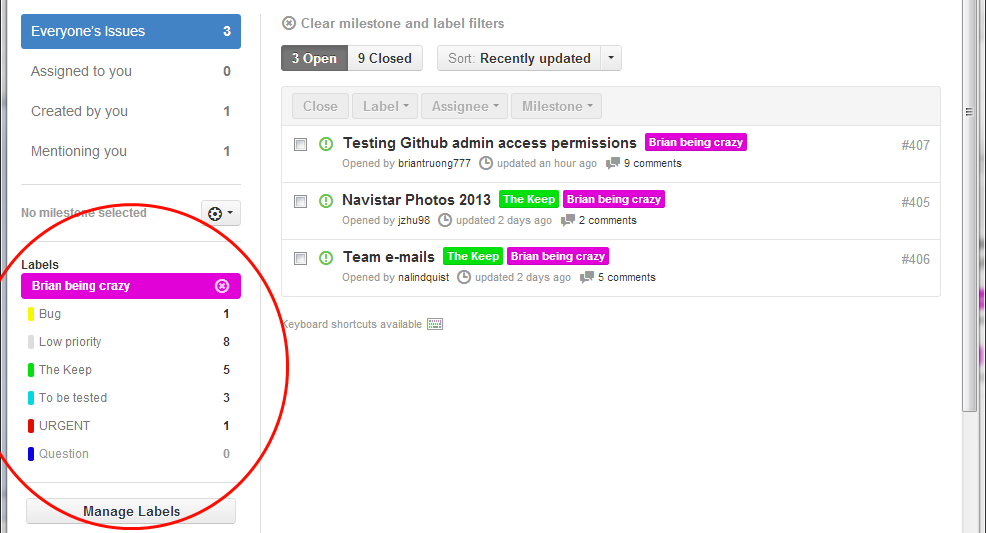 Everyone's Issues 3
Assigned to you 0
Created by you 1
Mentioning you 1
No milestone selected
Labels
Brian being crazy
Bug 1
Low priority 8
The Keep 5
To be tested 3
URGENT 1
Question 0
Manage Labels
Clear milestone and label filters
3 Open 9 Closed Sort: Recently updated
Close Label Assignee Milestone
Testing Github admin access permissions Brian being crazy #407
Opened by briantruong777 updated an hour ago 9 comments
Navistar Photos 2013 The Keep Brian being crazy #405
Opened by jzhu98 updated 2 days ago 2 comments
Team e-mails The Keep Brian being crazy #406
Opened by nalindquist updated 2 days ago 5 comments
Keyboard shortcuts available